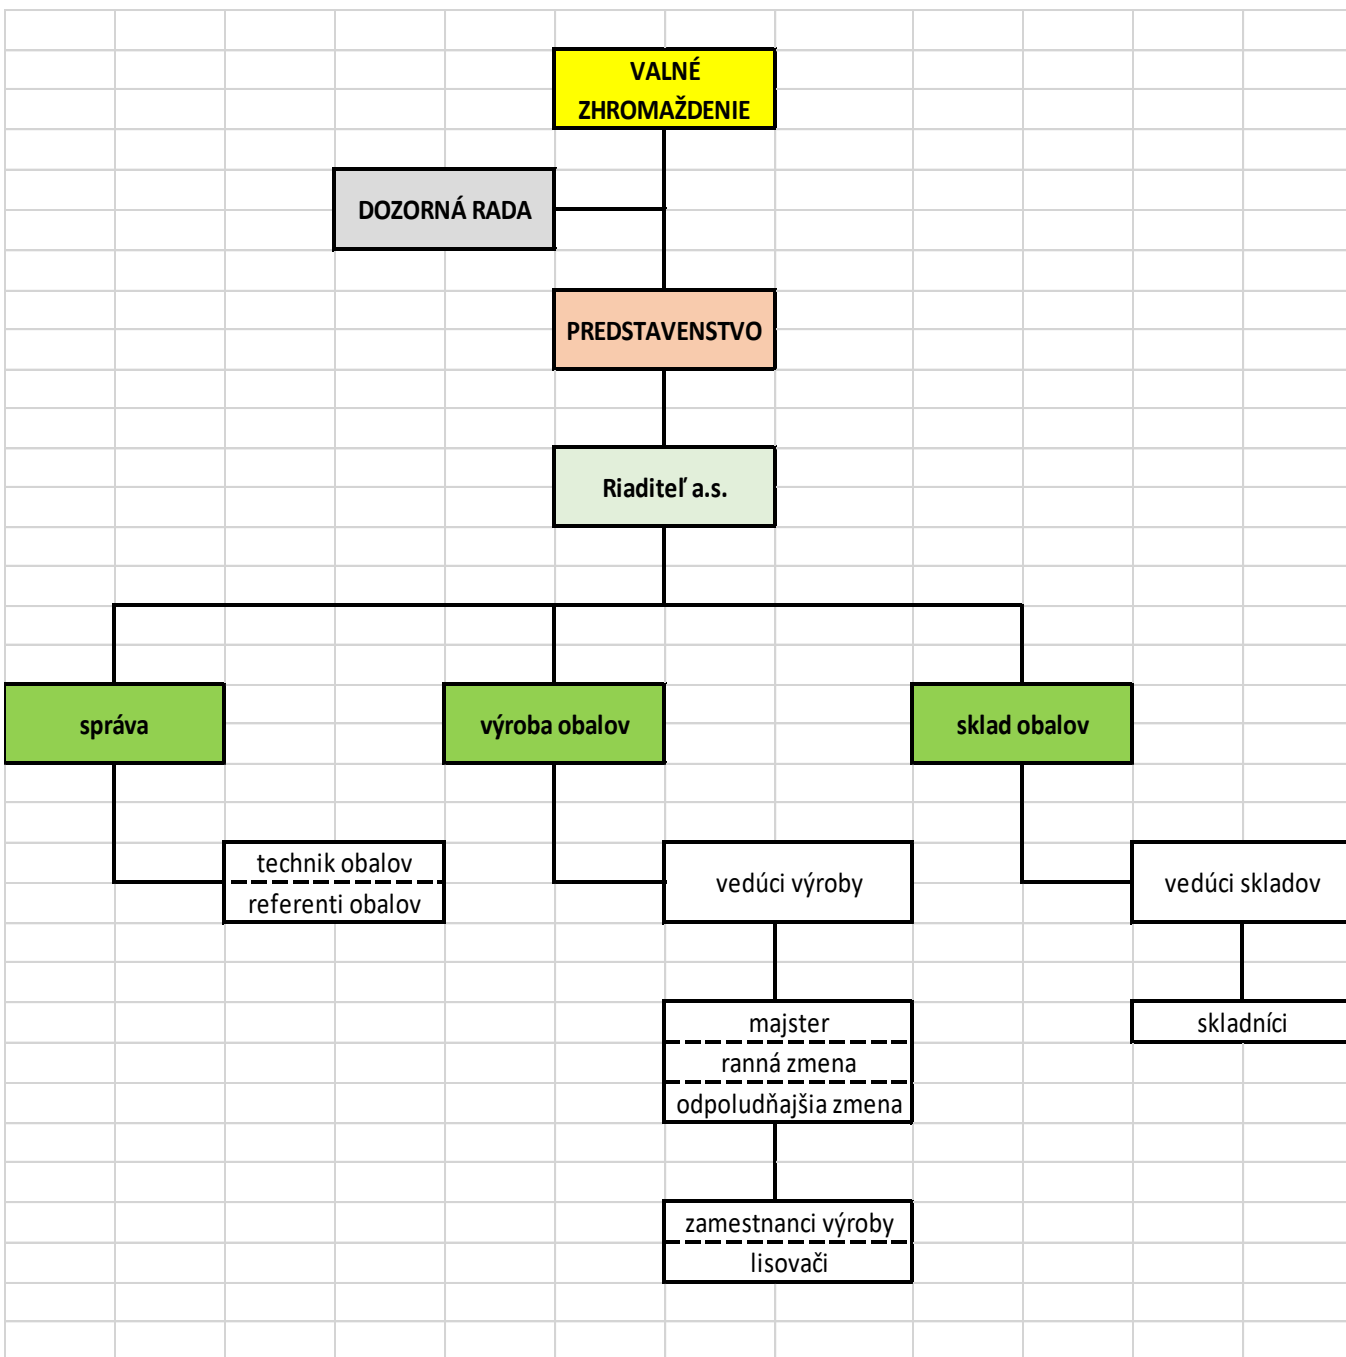 VALNÉ
ZHROMAŽDENIE
DOZORNÁ RADA
PREDSTAVENSTVO
Riaditeľ a.s.
správa
výroba obalov
sklad obalov
technik obalov
referenti obalov
vedúci výroby
vedúci skladov
majster
ranná zmena
odpoludňajšia zmena
skladníci
zamestnanci výroby
lisovači